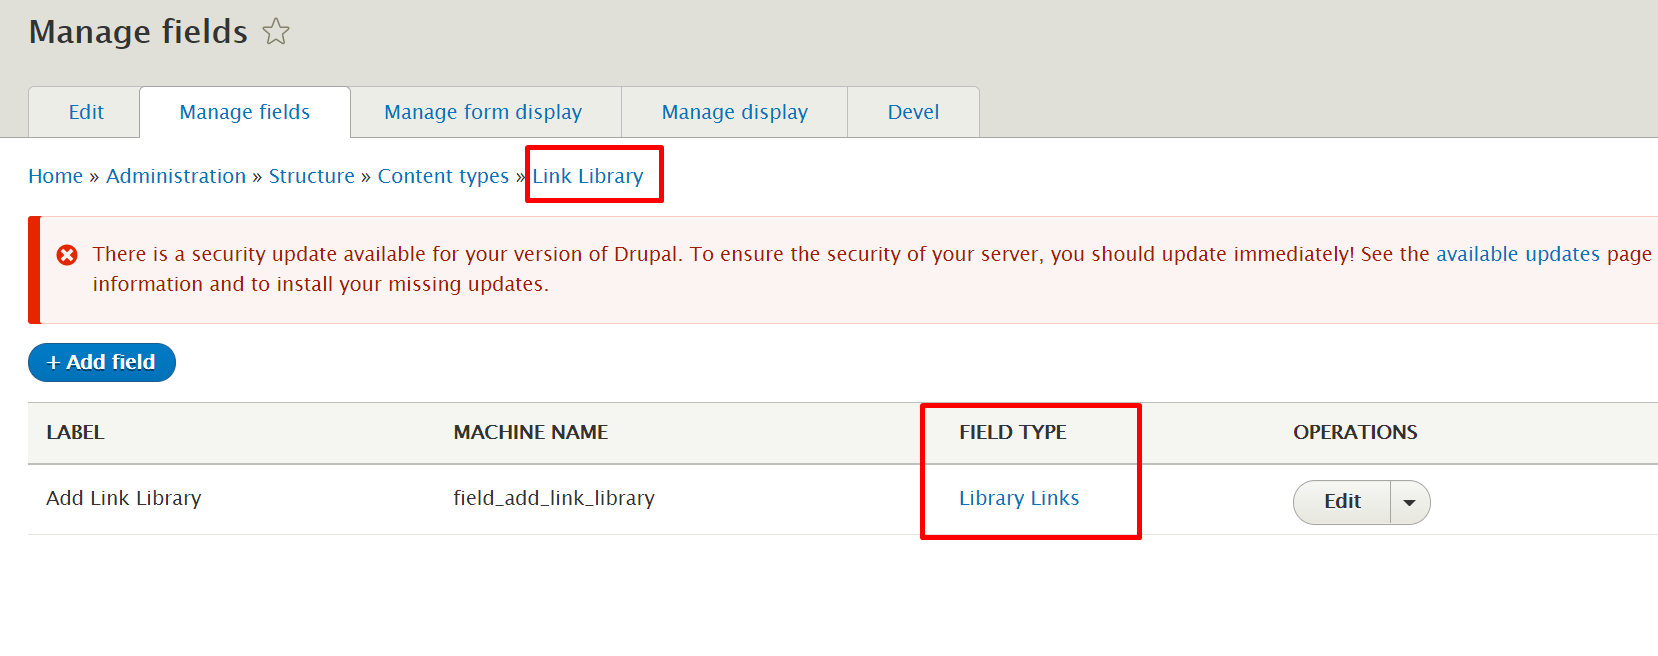 Manage fields
Edit
Manage fields
Manage form display
Manage display
Devel
Home » Administration » Structure » Content types » Link Library
There is a security update available for your version of Drupal. To ensure the security of your server, you should update immediately! See the available updates page
information and to install your missing updates.
+ Add field
LABEL MACHINE NAME FIELD TYPE OPERATIONS
Add Link Library field_add_link_library Library Links Edit